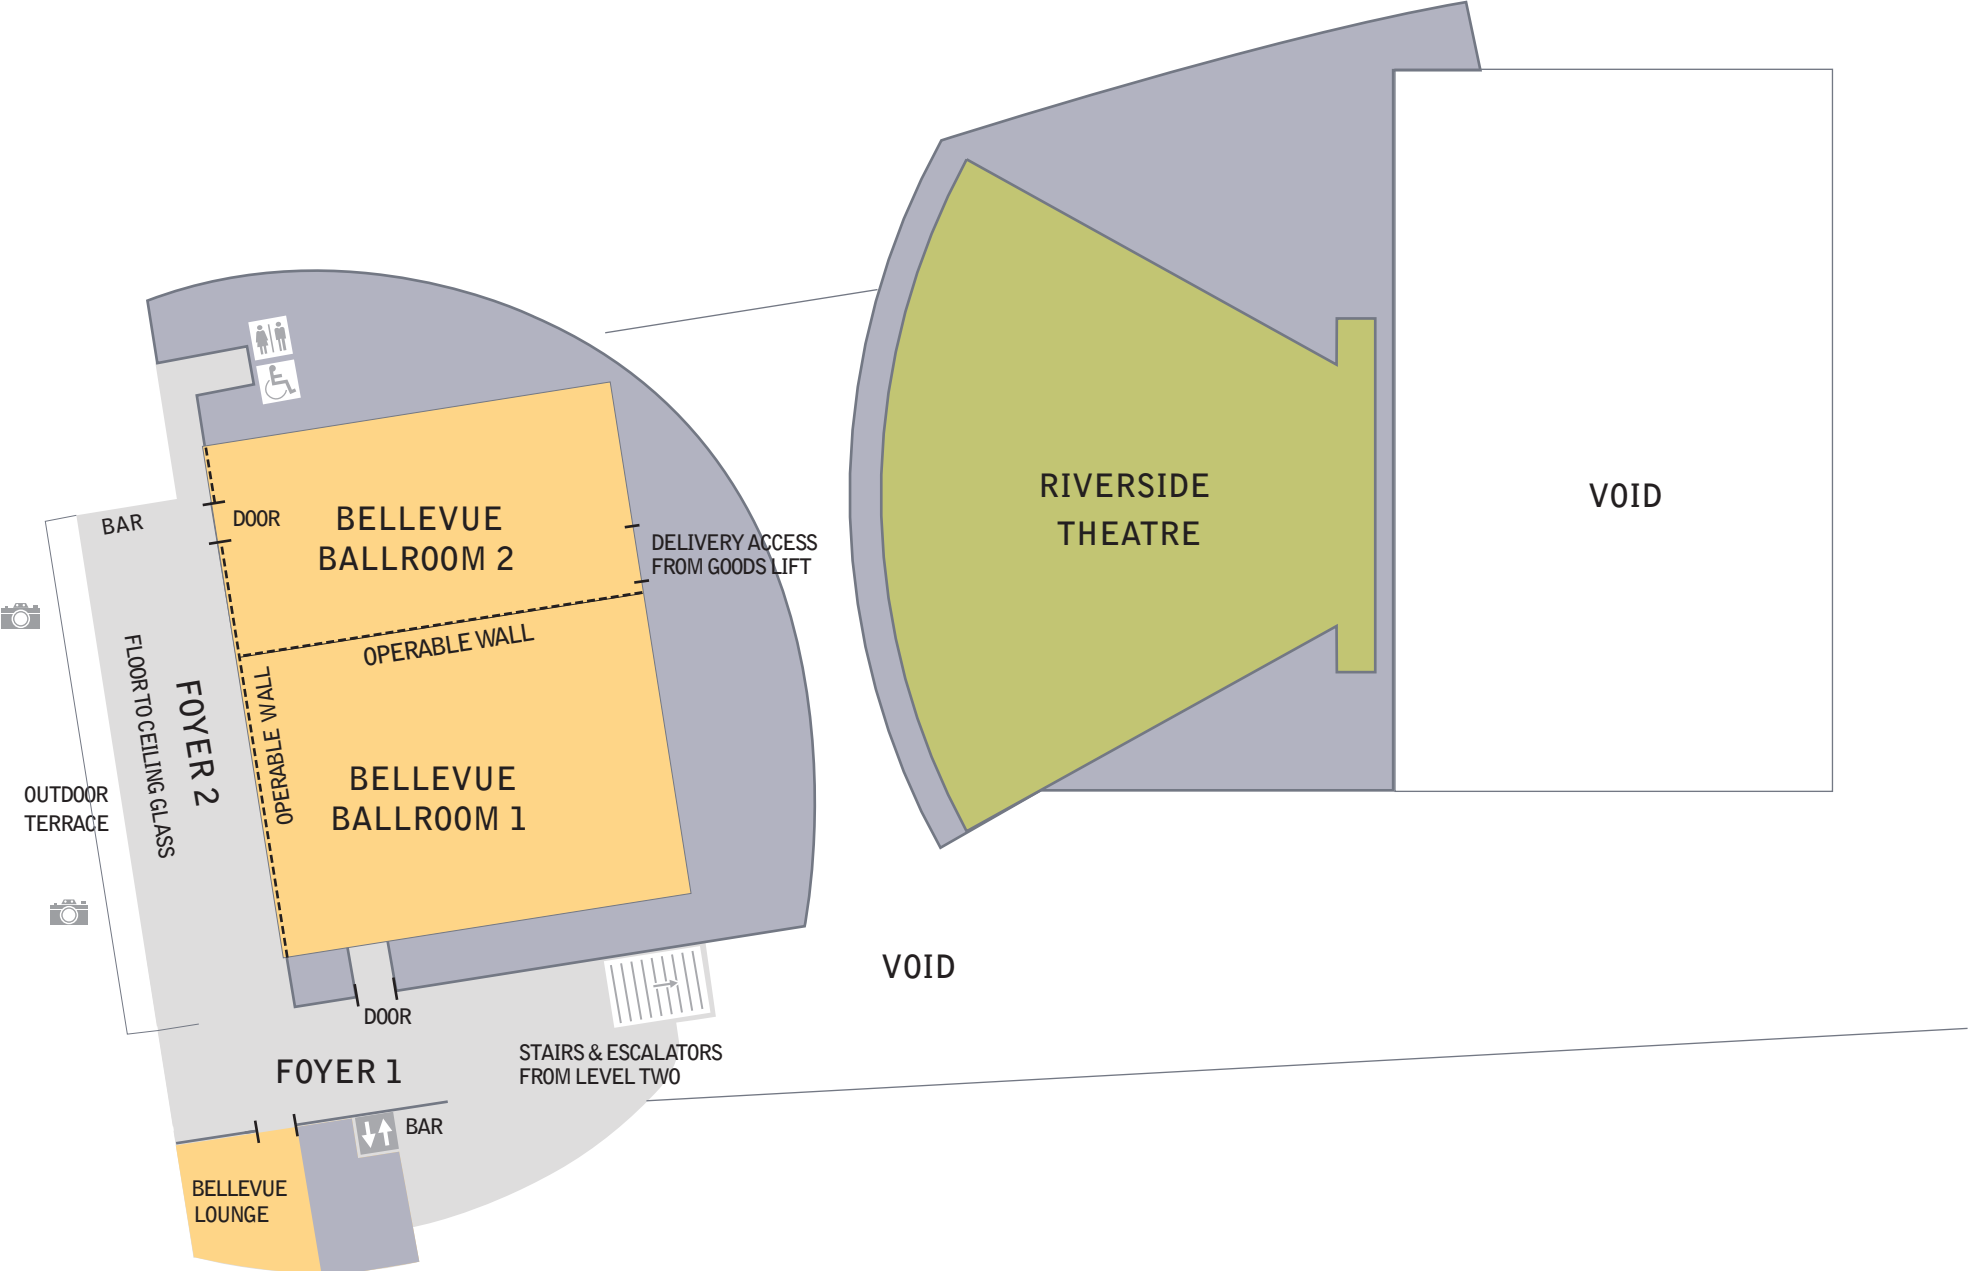 RIVERSIDE
THEATRE
VOID
BAR
DOOR
BELLEVUE
BALLROOM 2
DELIVERY ACCESS
FROM GOODS LIFT
OPERABLE WALL
FLOOR TO CEILING GLASS
FOYER 2
OPERABLE WALL
BELLEVUE
BALLROOM 1
OUTDOOR
TERRACE
VOID
DOOR
FOYER 1
STAIRS & ESCALATORS
FROM LEVEL TWO
BAR
BELLEVUE
LOUNGE